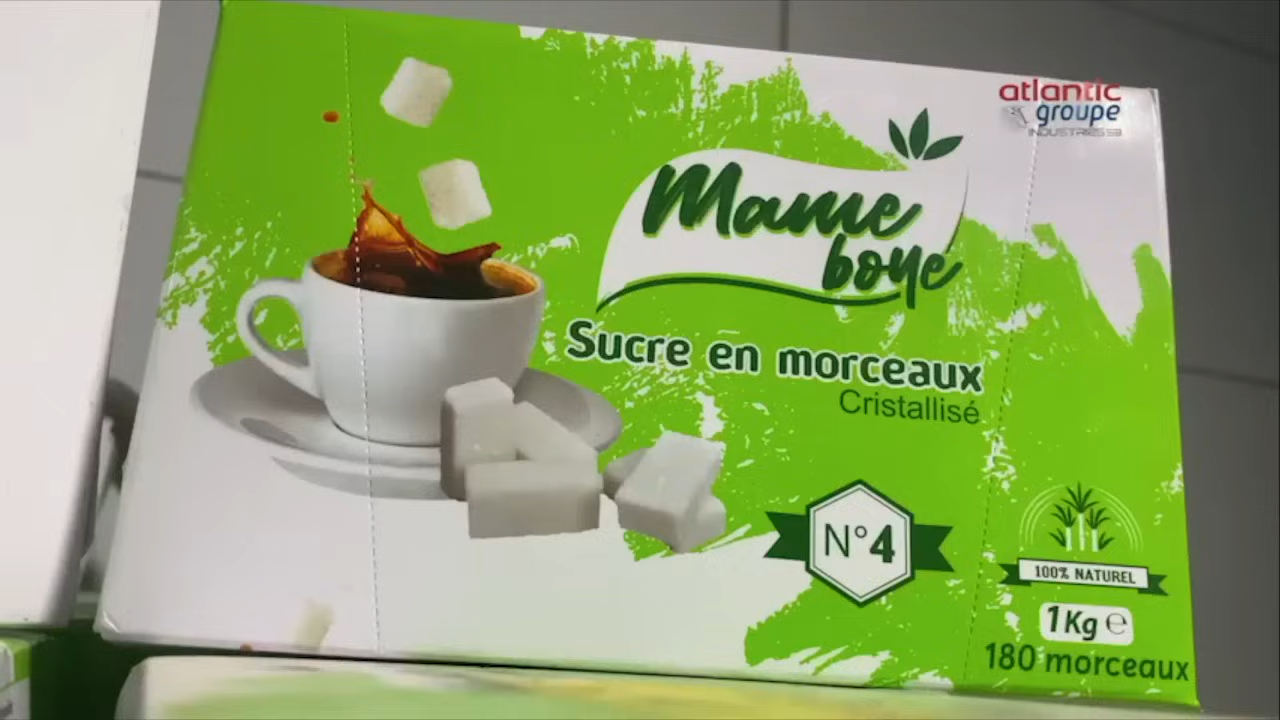 atlantic
groupe
INDUSTRIES
Mame
boye
Sucre en morceaux
Cristallisé
N°4
100% NATUREL
1Kg e
180 morceaux